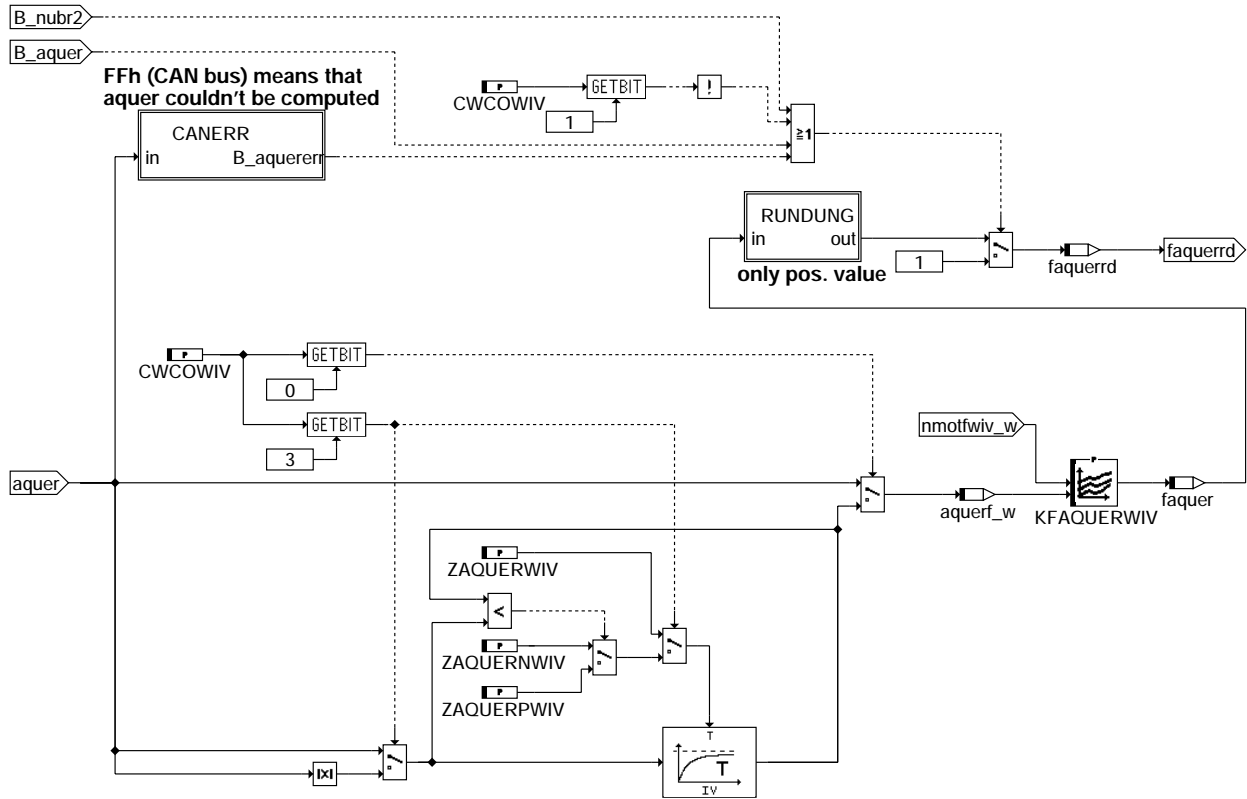 B_nubr2
B_aquer
FFh (CAN bus) means that
aquer couldn't be computed
P
CWCOWIV
GETBIT
!
1
≥1
CANERR
in B_aquererr
RUNDUNG
in out
only pos. value
1
faquerrd
faquerrd
P
CWCOWIV
GETBIT
0
GETBIT
3
aquer
nmotfwiv_w
P
KFAQUERWIV
aquerf_w
faquer
P
ZAQUERWIV
<
P
ZAQUERNWIV
P
ZAQUERPWIV
|x|
T
T
IV